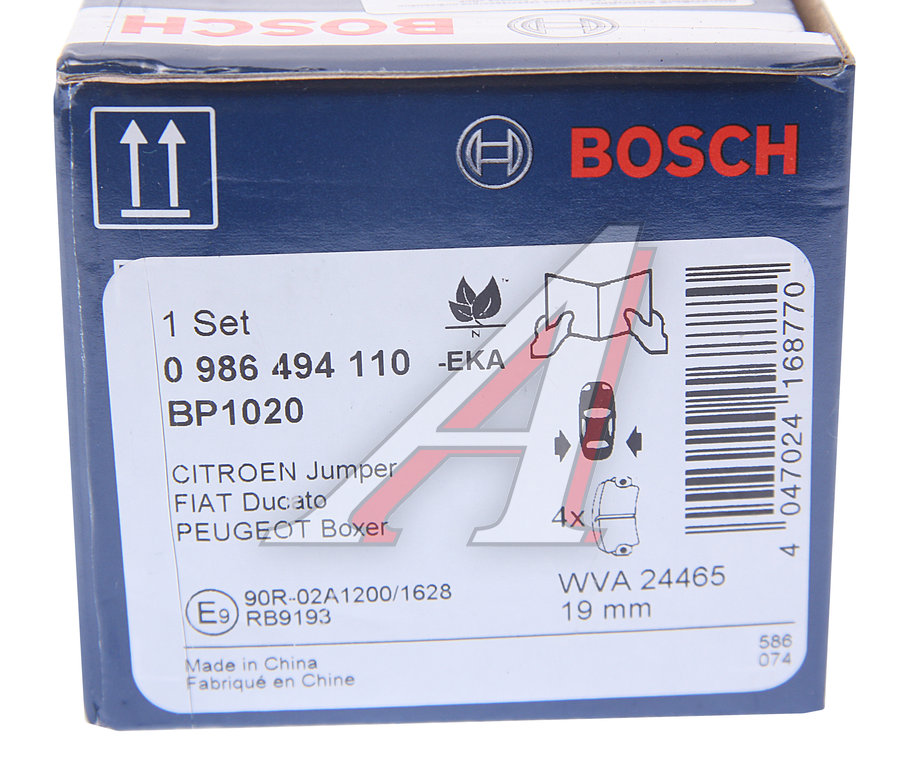 BOSCH
BOSCH
1 Set
0 986 494 110 -EKA
BP1020
N
TM
CITROEN Jumper
FIAT Ducato
PEUGEOT Boxer
4x
WVA 24465
19 mm
E9
90R-02A1200/1628
RB9193
Made in China
Fabriqué en Chine
586
074
4 047024 168770